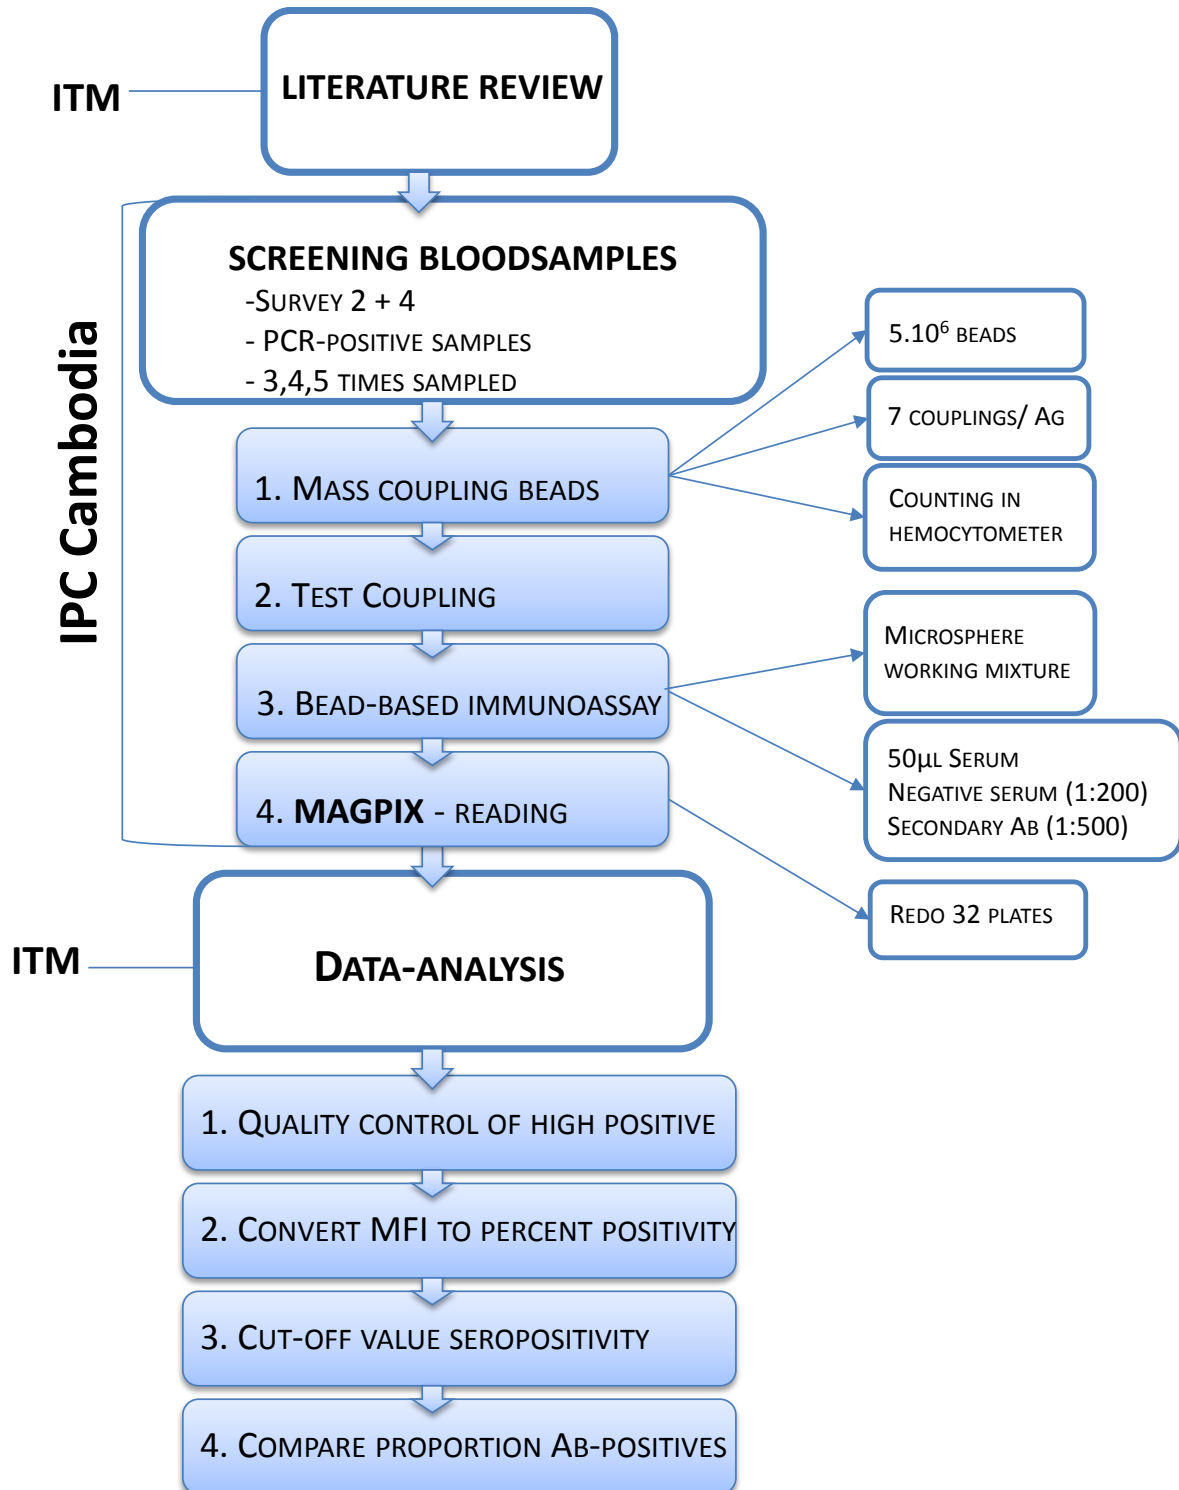 ITM
LITERATURE REVIEW
IPC Cambodia
SCREENING BLOODSAMPLES
-SURVEY 2 + 4
- PCR-POSITIVE SAMPLES
- 3,4,5 TIMES SAMPLED
1. MASS COUPLING BEADS
5.10⁶ BEADS
7 COUPLINGS/ AG
COUNTING IN
HEMOCYTOMETER
2. TEST COUPLING
3. BEAD-BASED IMMUNOASSAY
MICROSPHERE
WORKING MIXTURE
50µL SERUM
NEGATIVE SERUM (1:200)
SECONDARY AB (1:500)
4. MAGPIX - READING
REDO 32 PLATES
ITM
DATA-ANALYSIS
1. QUALITY CONTROL OF HIGH POSITIVE
2. CONVERT MFI TO PERCENT POSITIVITY
3. CUT-OFF VALUE SEROPOSITIVITY
4. COMPARE PROPORTION AB-POSITIVES